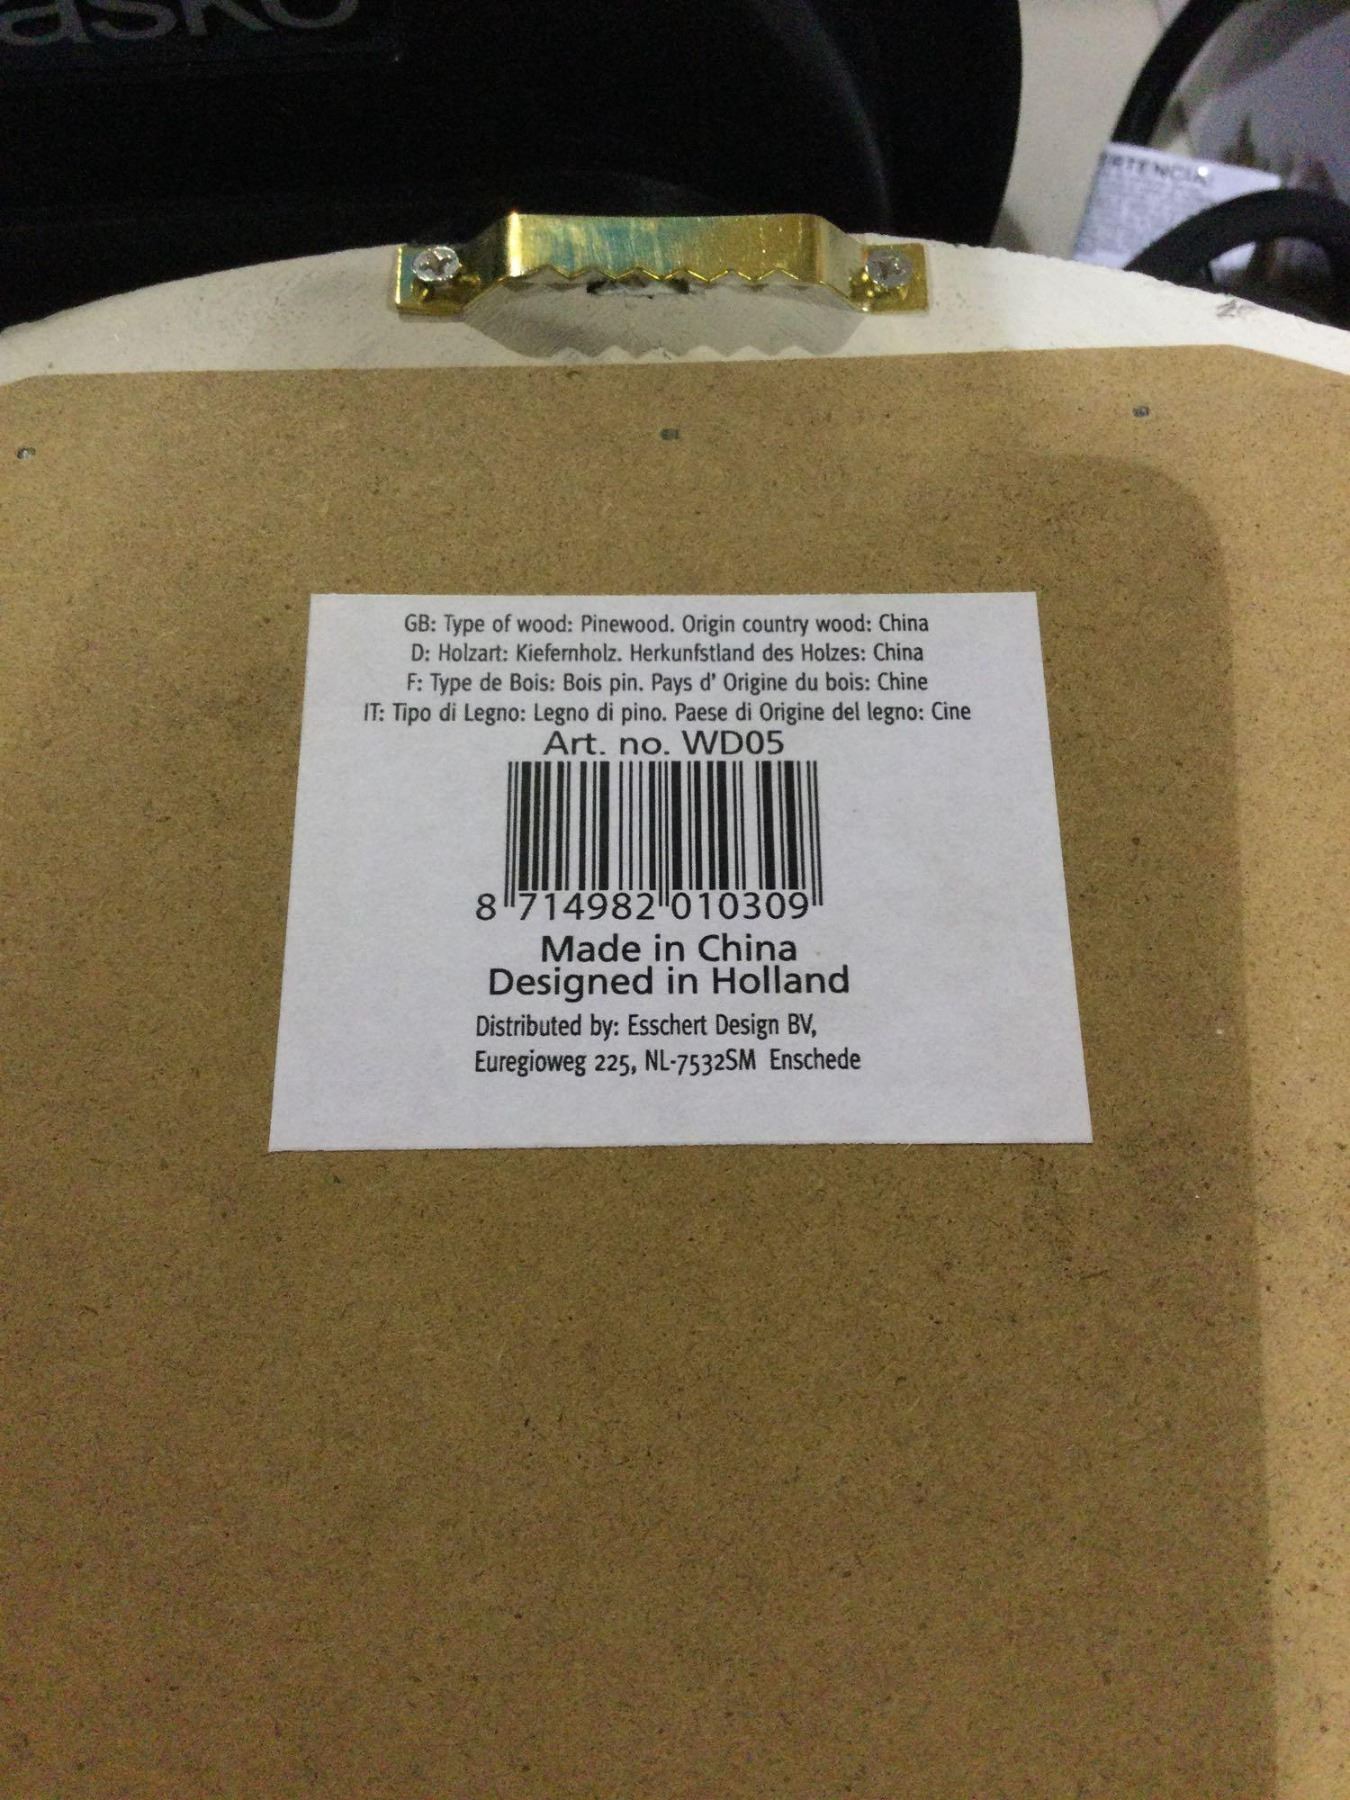 GB: Type of wood: Pinewood. Origin country wood: China
D: Holzart: Kiefernholz. Herkunfstland des Holzes: China
F: Type de Bois: Bois pin. Pays d' Origine du bois: Chine
IT: Tipo di Legno: Legno di pino. Paese di Origine del legno: Cine
Art. no. WD05
8 714982 010309
Made in China
Designed in Holland
Distributed by: Esschert Design BV,
Euregioweg 225, NL-7532SM Enschede